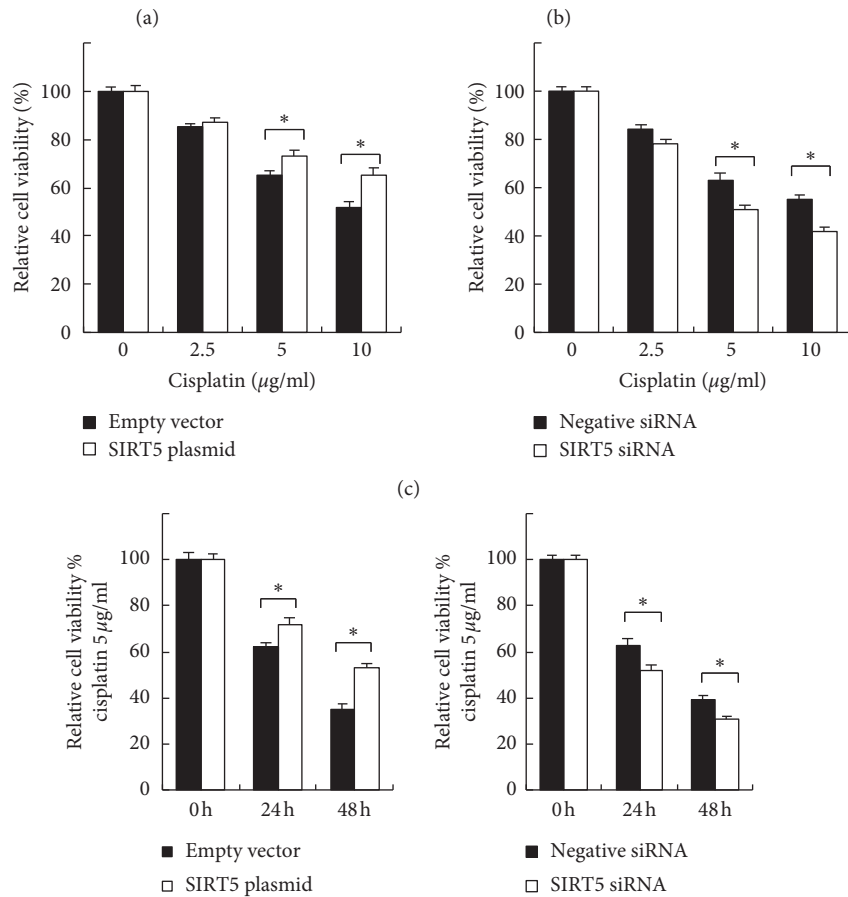 (a)
Relative cell viability (%)
100
80
60
40
20
0
*
*
0 2.5 5 10
Cisplatin (μg/ml)
Empty vector
SIRT5 plasmid
(b)
Relative cell viability (%)
100
80
60
40
20
0
*
*
0 2.5 5 10
Cisplatin (μg/ml)
Negative siRNA
SIRT5 siRNA
(c)
Relative cell viability %
cisplatin 5 μg/ml
100
80
60
40
20
0
*
*
0 h 24 h 48 h
Empty vector
SIRT5 plasmid
Relative cell viability %
cisplatin 5 μg/ml
100
80
60
40
20
0
*
*
0 h 24 h 48 h
Negative siRNA
SIRT5 siRNA